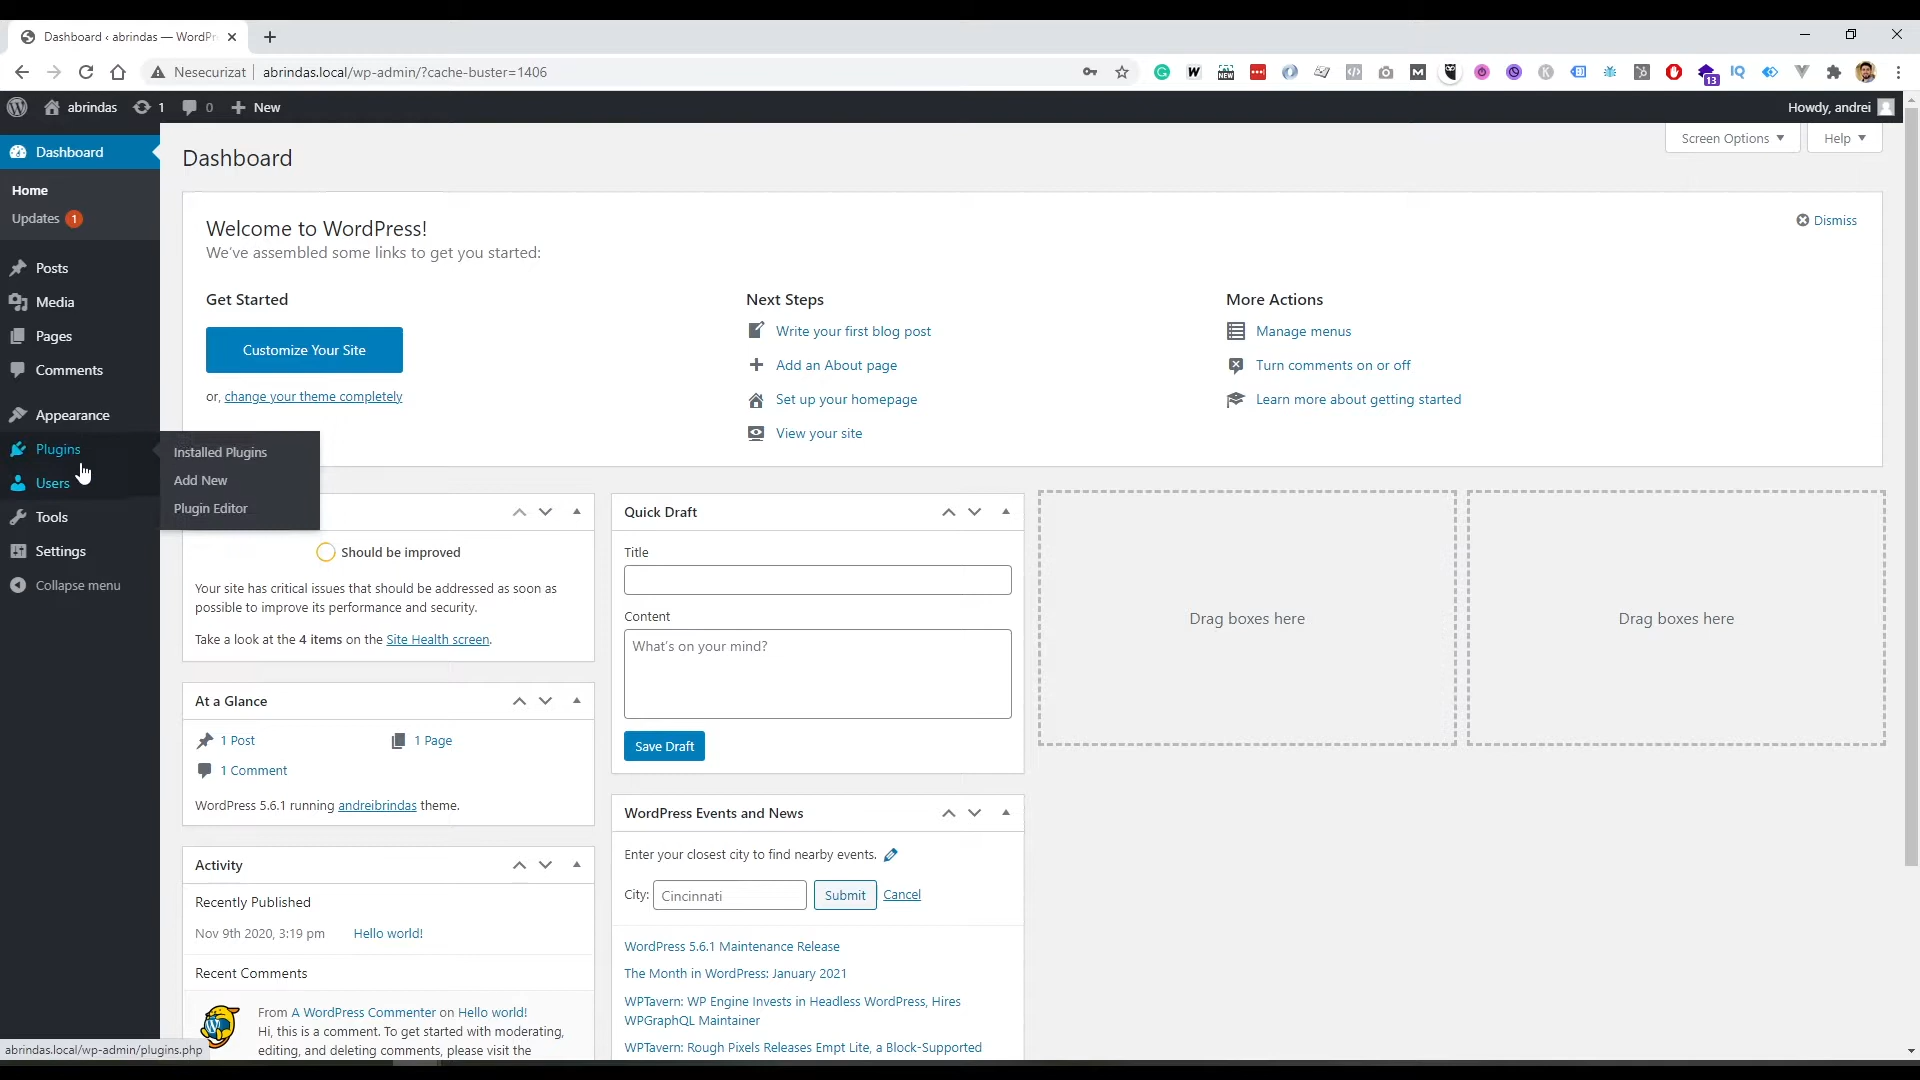 Dashboard ‹ abrindas — WordPr
Nesecurizat
abrindas.local/wp-admin/?cache-buster=1406
13
IQ
abrindas
1
0
New
Howdy, andrei
Dashboard
Home
Updates 1
Posts
Media
Pages
Comments
Appearance
Plugins
Users
Tools
Settings
Collapse menu
Installed Plugins
Add New
Plugin Editor
Dashboard
Screen Options
Help
Welcome to WordPress!
We've assembled some links to get you started:
Dismiss
Get Started
Customize Your Site
or, change your theme completely
Next Steps
Write your first blog post
Add an About page
Set up your homepage
View your site
More Actions
Manage menus
Turn comments on or off
Learn more about getting started
Should be improved
Your site has critical issues that should be addressed as soon as
possible to improve its performance and security.
Take a look at the 4 items on the Site Health screen.
At a Glance
1 Post
1 Page
1 Comment
WordPress 5.6.1 running andreibrindas theme.
Activity
Recently Published
Nov 9th 2020, 3:19 pm
Hello world!
Recent Comments
From A WordPress Commenter on Hello world!
Hi, this is a comment. To get started with moderating,
editing, and deleting comments, please visit the
Quick Draft
Title
Content
What's on your mind?
Save Draft
WordPress Events and News
Enter your closest city to find nearby events.
City:
Cincinnati
Submit
Cancel
WordPress 5.6.1 Maintenance Release
The Month in WordPress: January 2021
WPTavern: WP Engine Invests in Headless WordPress, Hires
WPGraphQL Maintainer
WPTavern: Rough Pixels Releases Empt Lite, a Block-Supported
Drag boxes here
Drag boxes here
abrindas.local/wp-admin/plugins.php